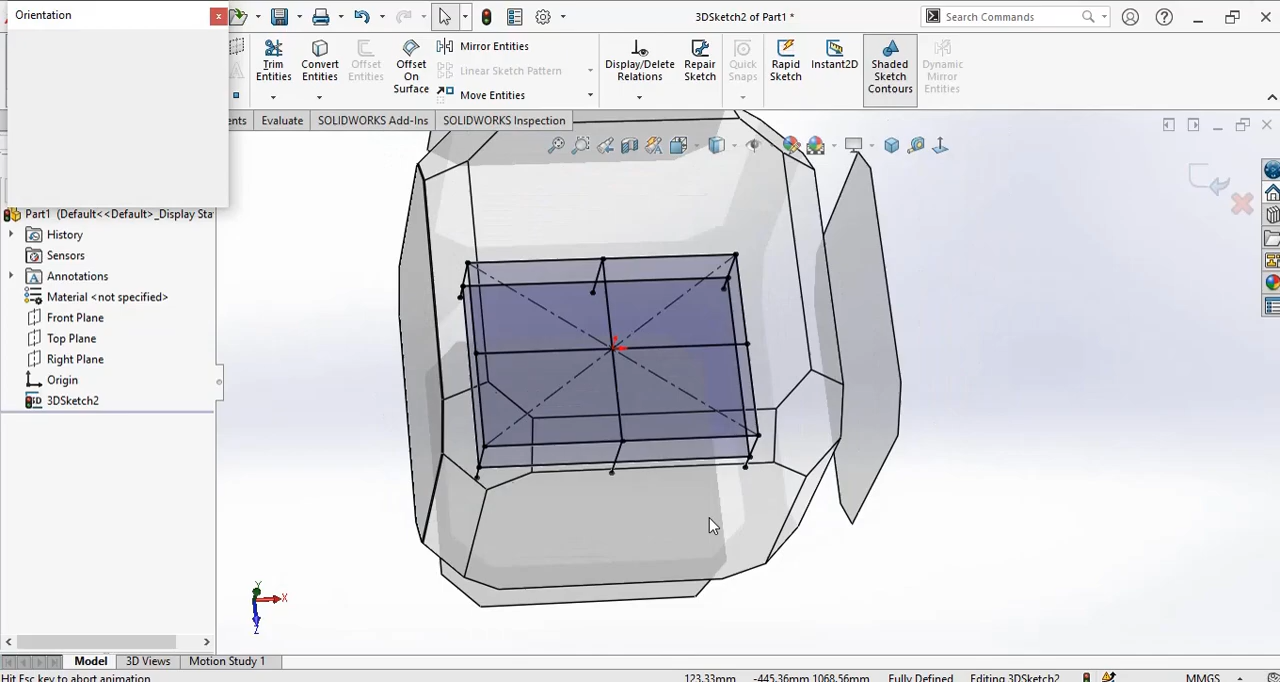 Orientation
3DSketch2 of Part1 *
Search Commands
Trim Entities
Convert Entities
Offset Entities
Offset On Surface
Mirror Entities
Linear Sketch Pattern
Move Entities
Display/Delete Relations
Repair Sketch
Quick Snaps
Rapid Sketch
Instant2D
Shaded Sketch Contours
Dynamic Mirror Entities
ents
Evaluate
SOLIDWORKS Add-Ins
SOLIDWORKS Inspection
Part1 (Default<<Default>_Display Sta
History
Sensors
Annotations
Material <not specified>
Front Plane
Top Plane
Right Plane
Origin
3D 3DSketch2
Y
X
Z
Model
3D Views
Motion Study 1
Hit Esc key to abort animation
123.33mm -445.36mm 1068.56mm Fully Defined Editing 3DSketch2 MMGS